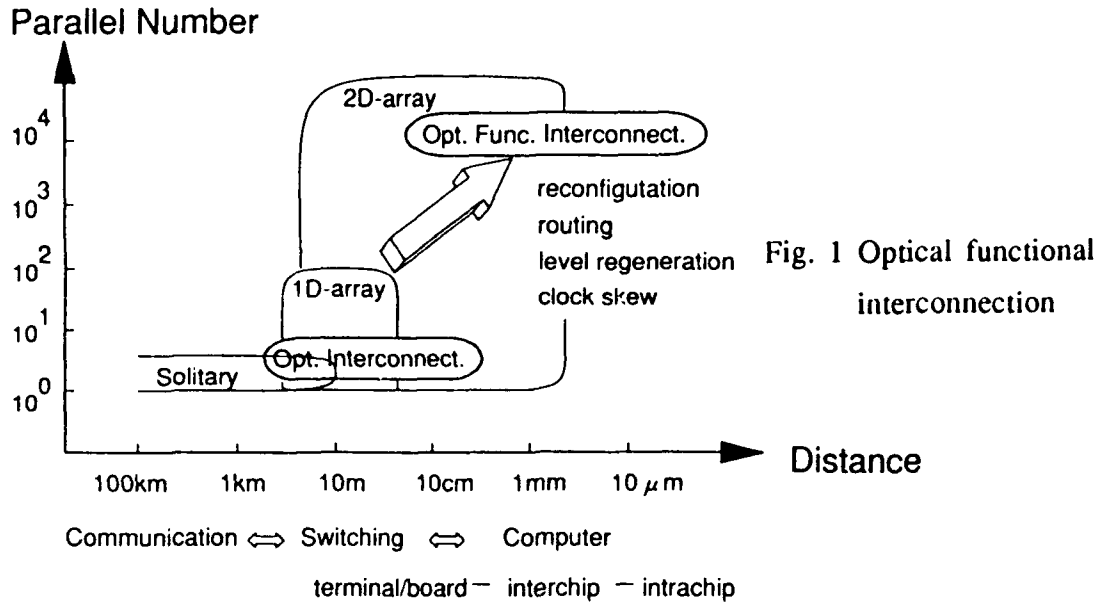 Parallel Number
2D-array
10^4
Opt. Func. Interconnect.
10^3
reconfigutation
routing
10^2
level regeneration
Fig. 1 Optical functional
1D-array
clock skew
interconnection
10^1
Opt. Interconnect.
Solitary
10^0
Distance
100km 1km 10m 10cm 1mm 10 μm
Communication ⇔ Switching ⇔ Computer
terminal/board − interchip − intrachip